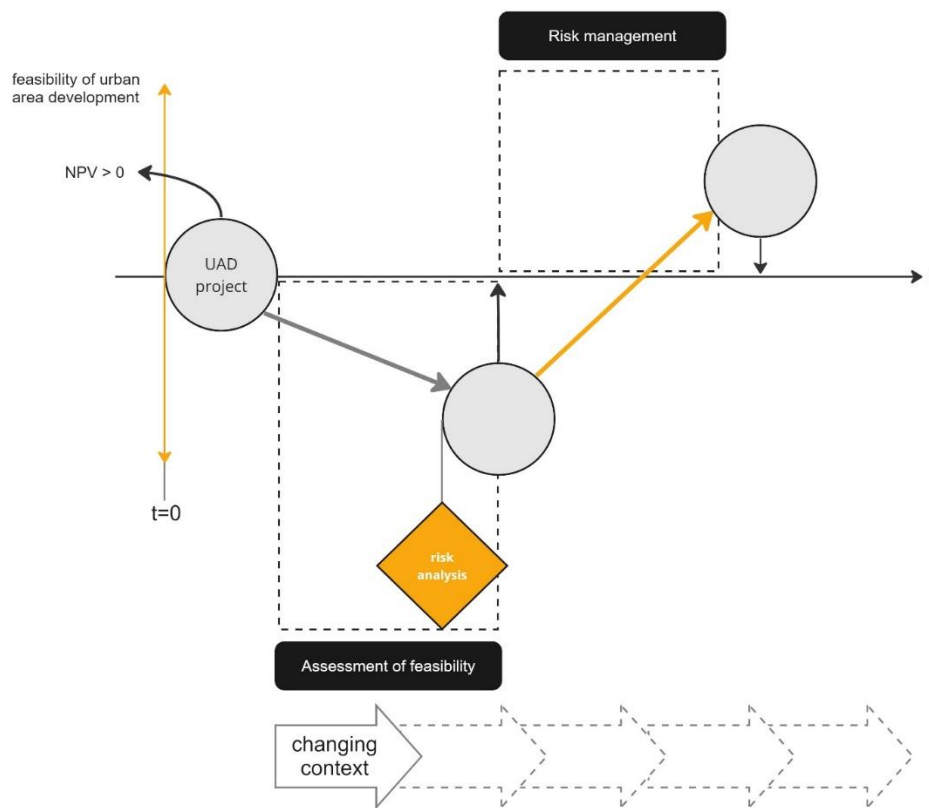 Risk management
feasibility of urban
area development
NPV > 0
UAD
project
t=0
risk
analysis
Assessment of feasibility
changing
context